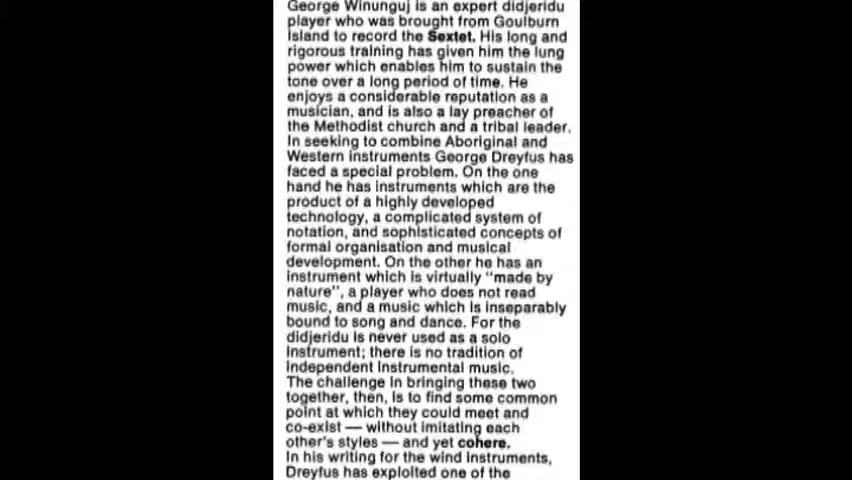 George Winunguj is an expert didjeridu
player who was brought from Goulburn
Island to record the Sextet. His long and
rigorous training has given him the lung
power which enables him to sustain the
tone over a long period of time. He
enjoys a considerable reputation as a
musician, and is also a lay preacher of
the Methodist church and a tribal leader.
In seeking to combine Aboriginal and
Western instruments George Dreyfus has
faced a special problem. On the one
hand he has instruments which are the
product of a highly developed
technology, a complicated system of
notation, and sophisticated concepts of
formal organisation and musical
development. On the other he has an
instrument which is virtually "made by
nature", a player who does not read
music, and a music which is inseparably
bound to song and dance. For the
didjeridu is never used as a solo
instrument; there is no tradition of
independent instrumental music.
The challenge in bringing these two
together, then, is to find some common
point at which they could meet and
co-exist — without imitating each
other's styles — and yet cohere.
In his writing for the wind instruments,
Dreyfus has exploited one of the